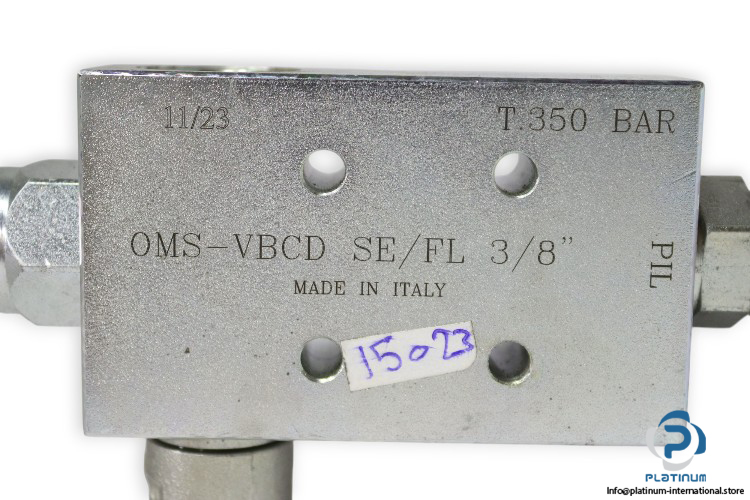 11/23
T.350 BAR
OMS-VBCD SE/FL 3/8"
PIL
MADE IN ITALY
15023
PLATINUM
Info@platinum-international.store